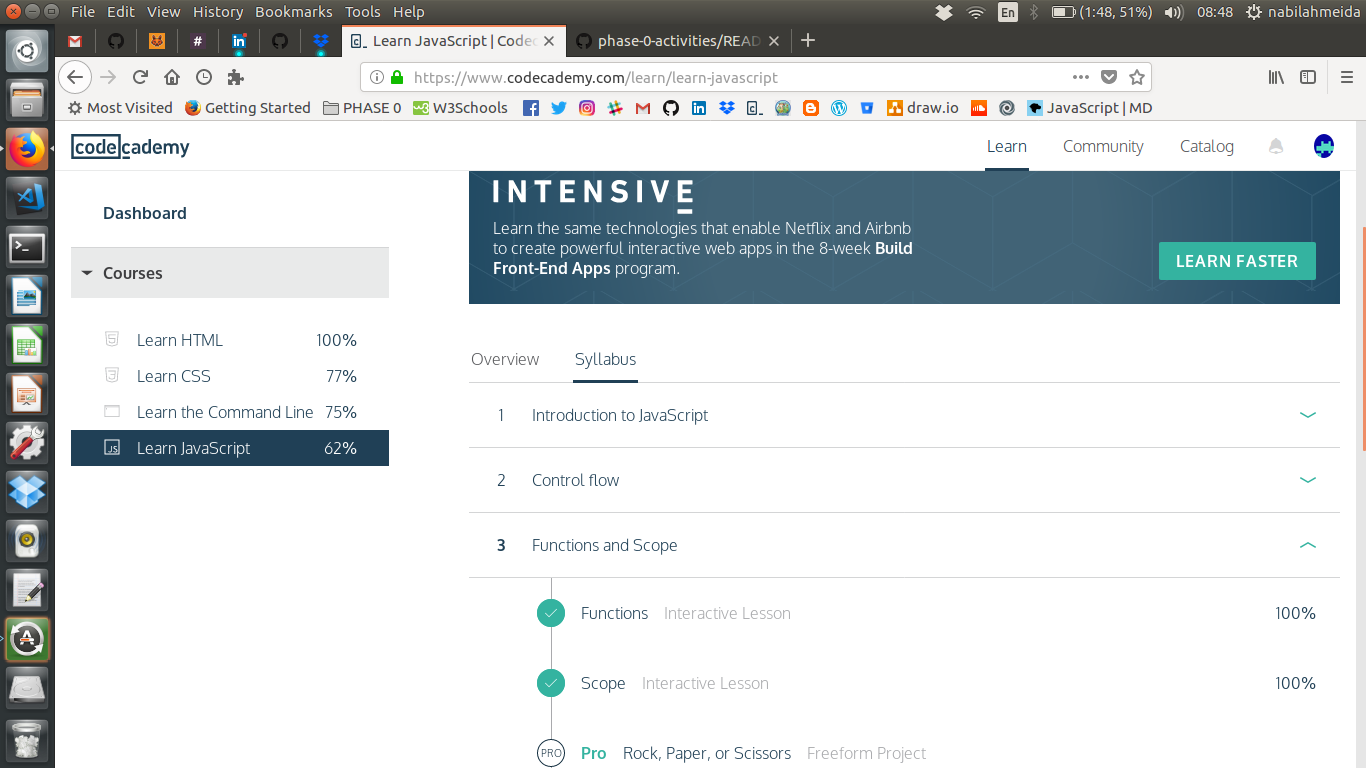 File Edit View History Bookmarks Tools Help
En (1:48, 51%) 08:48 nabilahmeida
# in C_ Learn JavaScript | Codec phase-0-activities/READ
https://www.codecademy.com/learn/learn-javascript
Most Visited Getting Started PHASE 0 W3Schools draw.io JavaScript | MD
codecademy Learn Community Catalog
Dashboard
Courses
Learn HTML 100%
Learn CSS 77%
Learn the Command Line 75%
JS Learn JavaScript 62%
INTENSIVE
Learn the same technologies that enable Netflix and Airbnb
to create powerful interactive web apps in the 8-week Build
Front-End Apps program.
LEARN FASTER
Overview Syllabus
1 Introduction to JavaScript
2 Control flow
3 Functions and Scope
Functions Interactive Lesson 100%
Scope Interactive Lesson 100%
PRO Pro Rock, Paper, or Scissors Freeform Project